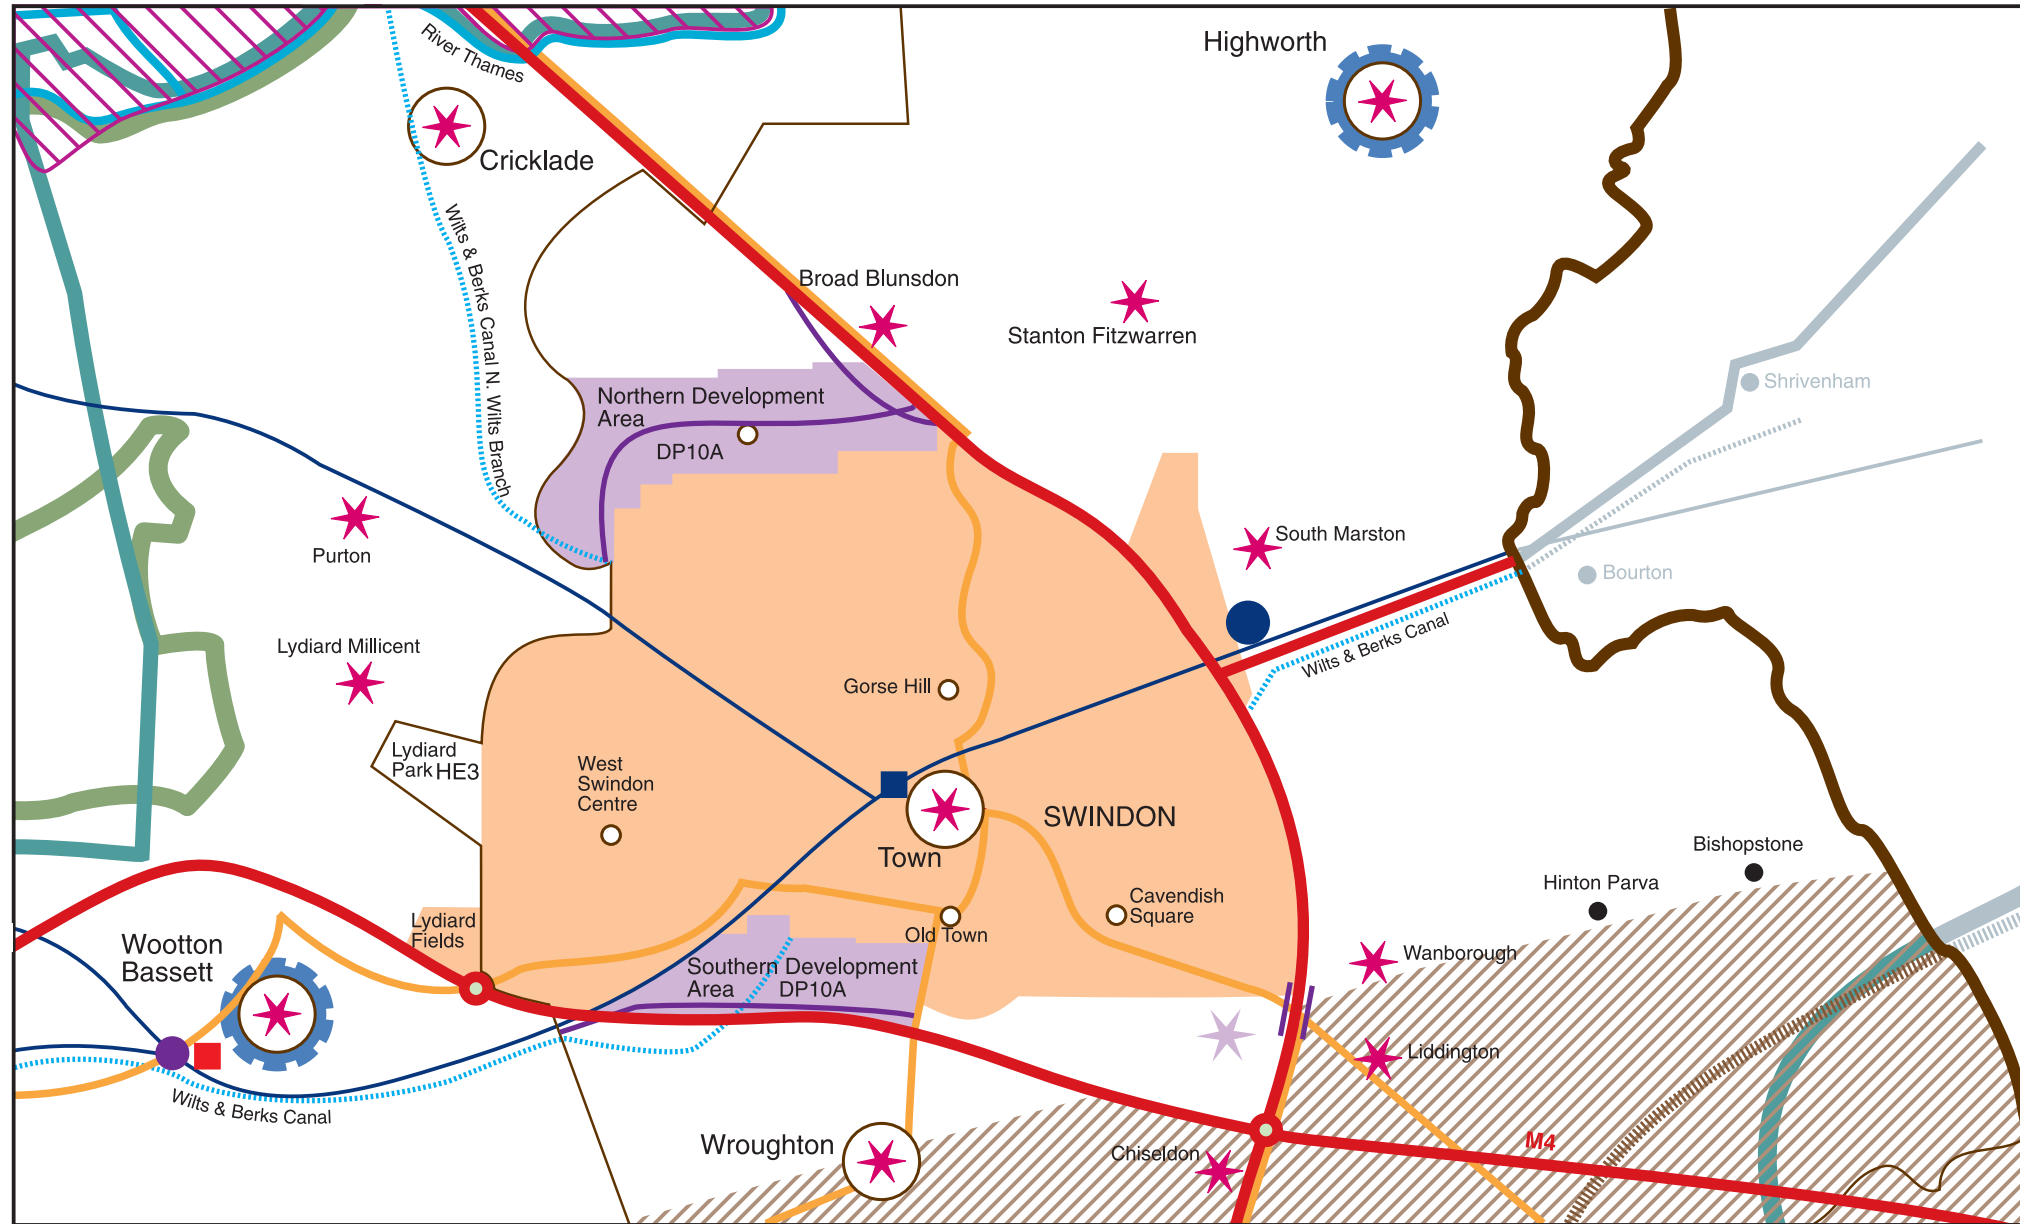 River Thames
Highworth
Cricklade
Wilts & Berks Canal N. Wilts Branch
Broad Blunsdon
Stanton Fitzwarren
Shrivenham
Northern Development
Area
DP10A
Purton
South Marston
Bourton
Wilts & Berks Canal
Lydiard Millicent
Gorse Hill
Lydiard
Park HE3
West
Swindon
Centre
SWINDON
Town
Bishopstone
Hinton Parva
Cavendish
Square
Lydiard
Fields
Old Town
Wootton
Bassett
Wanborough
Southern Development
Area DP10A
Liddington
Wilts & Berks Canal
Wroughton
Chiseldon
M4